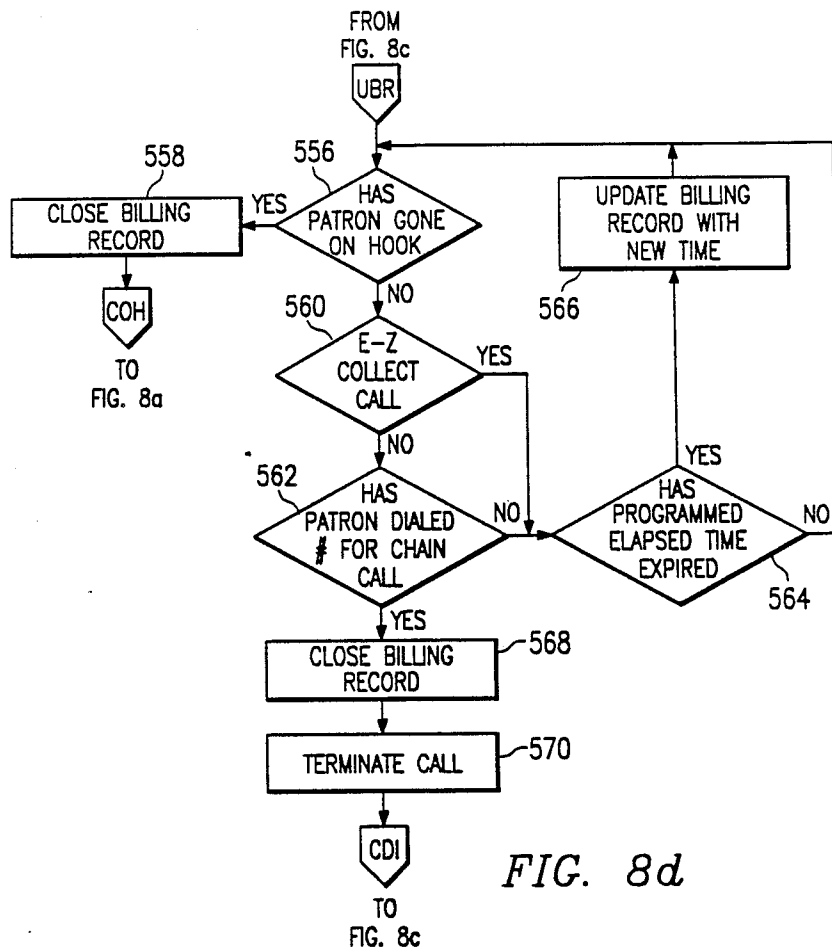 FROM
FIG. 8c
UBR
558
556
CLOSE BILLING
RECORD
YES
HAS
PATRON GONE
ON HOOK
UPDATE BILLING
RECORD WITH
NEW TIME
566
COH
TO
FIG. 8a
NO
560
E-Z
COLLECT
CALL
YES
NO
562
HAS
PATRON DIALED
# FOR CHAIN
CALL
NO
YES
HAS
PROGRAMMED
ELAPSED TIME
EXPIRED
NO
564
YES
CLOSE BILLING
RECORD
568
TERMINATE CALL
570
CDI
TO
FIG. 8c
FIG. 8d